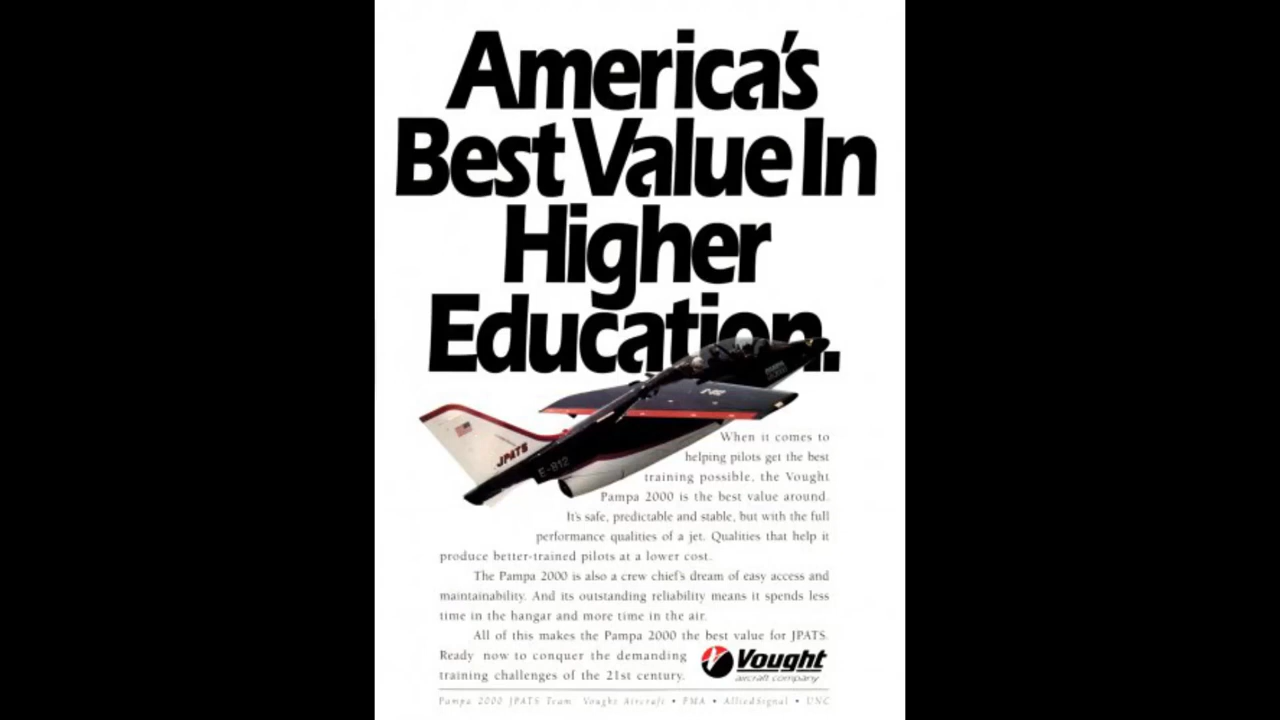 America's
Best Value In
Higher
Education.
JPATS
E-812
When it comes to
helping pilots get the best
training possible, the Vought
Pampa 2000 is the best value around.
It's safe, predictable and stable, but with the full
performance qualities of a jet. Qualities that help it
produce better-trained pilots at a lower cost.
The Pampa 2000 is also a crew chief's dream of easy access and
maintainability. And its outstanding reliability means it spends less
time in the hangar and more time in the air.
All of this makes the Pampa 2000 the best value for JPATS.
Ready now to conquer the demanding
training challenges of the 21st century.
Vought
aircraft company
Pampa 2000 JPATS Team Vought Aircraft • FMA • AlliedSignal • UNC